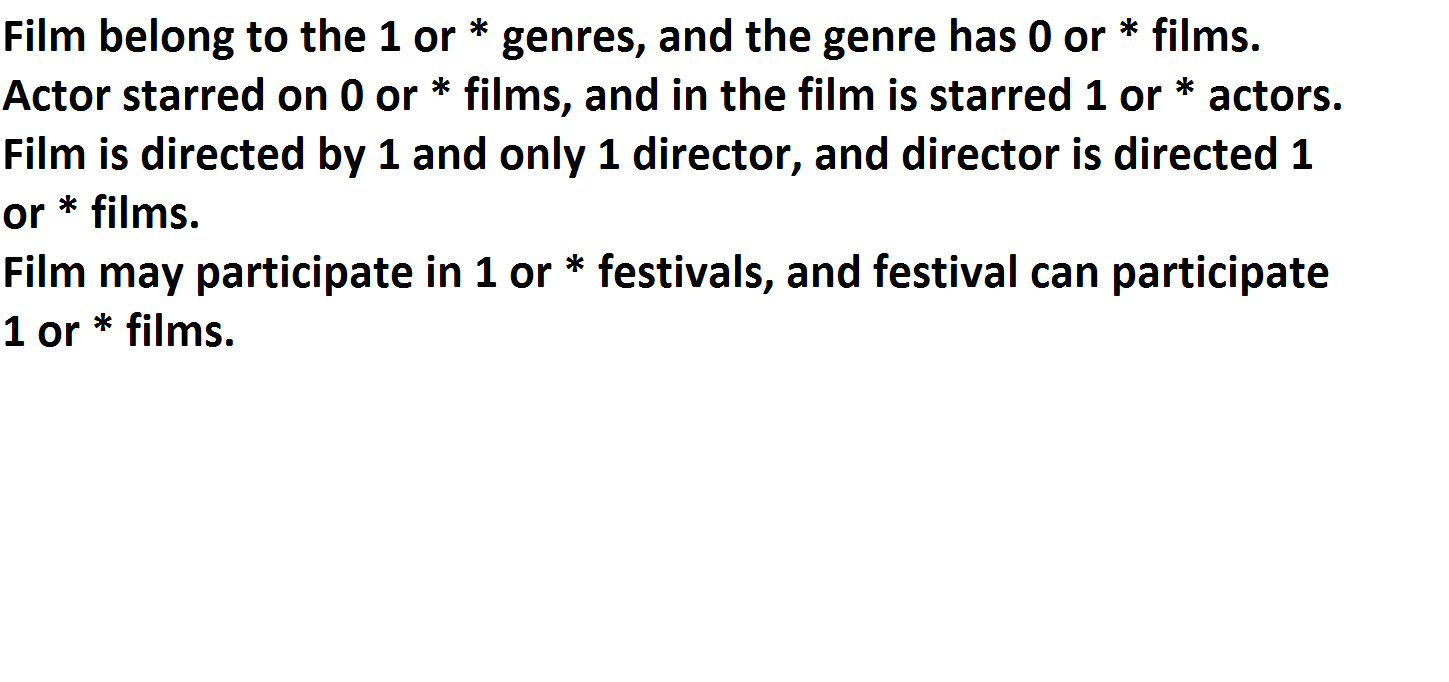 Film belong to the 1 or * genres, and the genre has 0 or * films.
Actor starred on 0 or * films, and in the film is starred 1 or * actors.
Film is directed by 1 and only 1 director, and director is directed 1
or * films.
Film may participate in 1 or * festivals, and festival can participate
1 or * films.